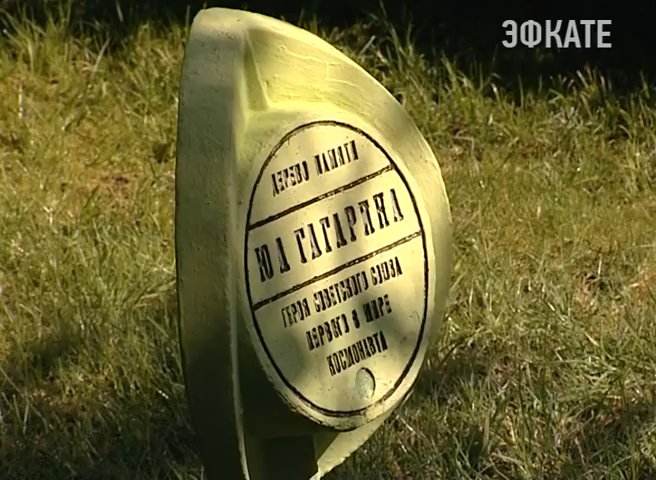 ЭФКАТЕ
ДЕРЕВО ПАМЯТИ
Ю А ГАГАРИНА
ГЕРОЯ СОВЕТСКОГО СОЮЗА
ПЕРВОГО В МИРЕ
КОСМОНАВТА